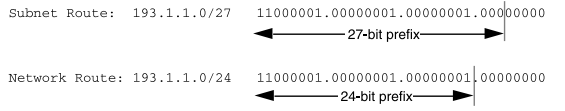 Subnet Route: 193.1.1.0/27 11000001.00000001.00000001.00000000
27-bit prefix
Network Route: 193.1.1.0/24 11000001.00000001.00000001.00000000
24-bit prefix